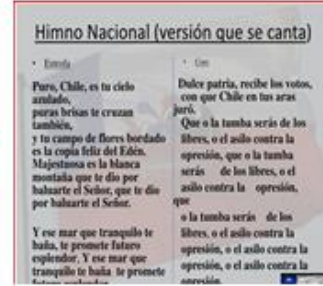 Himno Nacional (versión que se canta)
Estrofa
Puro, Chile, es tu cielo
azulado,
puras brisas te cruzan
también,
y tu campo de flores bordado
es la copia feliz del Edén.
Majestuosa es la blanca
montaña que te dio por
baluarte el Señor, que te dio
por baluarte el Señor.
Y ese mar que tranquilo te
baña, te promete futuro
esplendor. Y ese mar que
tranquilo te baña te promete
futuro esplendor
Coro
Dulce patria, recibe los votos,
con que Chile en tus aras
juró.
Que o la tumba serás de los
libres, o el asilo contra la
opresión, que o la tumba
serás de los libres, o el
asilo contra la opresión,
que
o la tumba serás de los
libres, o el asilo contra la
opresión, o el asilo contra la
opresión, o el asilo contra la
opresión